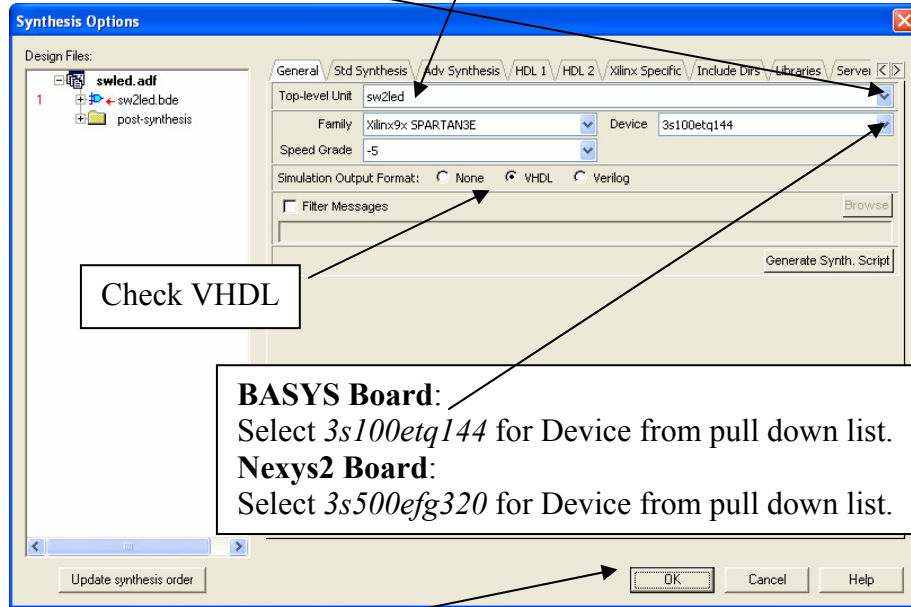 Synthesis Options
Design Files:
swled.adf
1
sw2led.bde
post-synthesis
General Std Synthesis Adv Synthesis HDL 1 HDL 2 Xilinx Specific Include Dirs Libraries Server
Top-level Unit sw2led
Family Xilinx9x SPARTAN3E Device 3s100etq144
Speed Grade -5
Simulation Output Format: None VHDL Verilog
Filter Messages Browse
Generate Synth. Script
Check VHDL
BASYS Board:
Select 3s100etq144 for Device from pull down list.
Nexys2 Board:
Select 3s500efg320 for Device from pull down list.
Update synthesis order OK Cancel Help